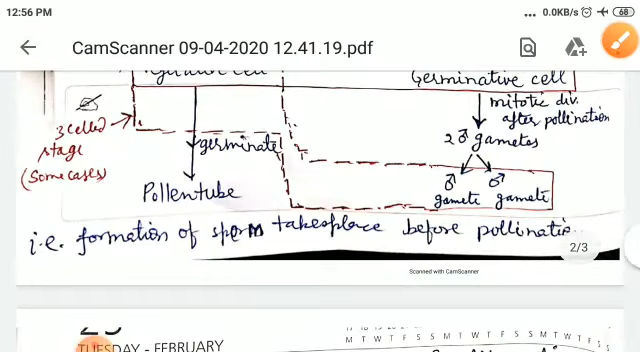 12:56 PM ... 0.0KB/s 68
CamScanner 09-04-2020 12.41.19.pdf
cell Germinative cell
mitotic div.
after pollination
3 celled
stage
(Some cases)
germinate
2♂ gametes
♂ ♂
gamete gamete
Pollentube
i.e. formation of sperm takesplace before pollinatio
2/3
Scanned with CamScanner
TUESDAY - FEBRUARY
M T W T F S S M T W T F S S M T W T F S S